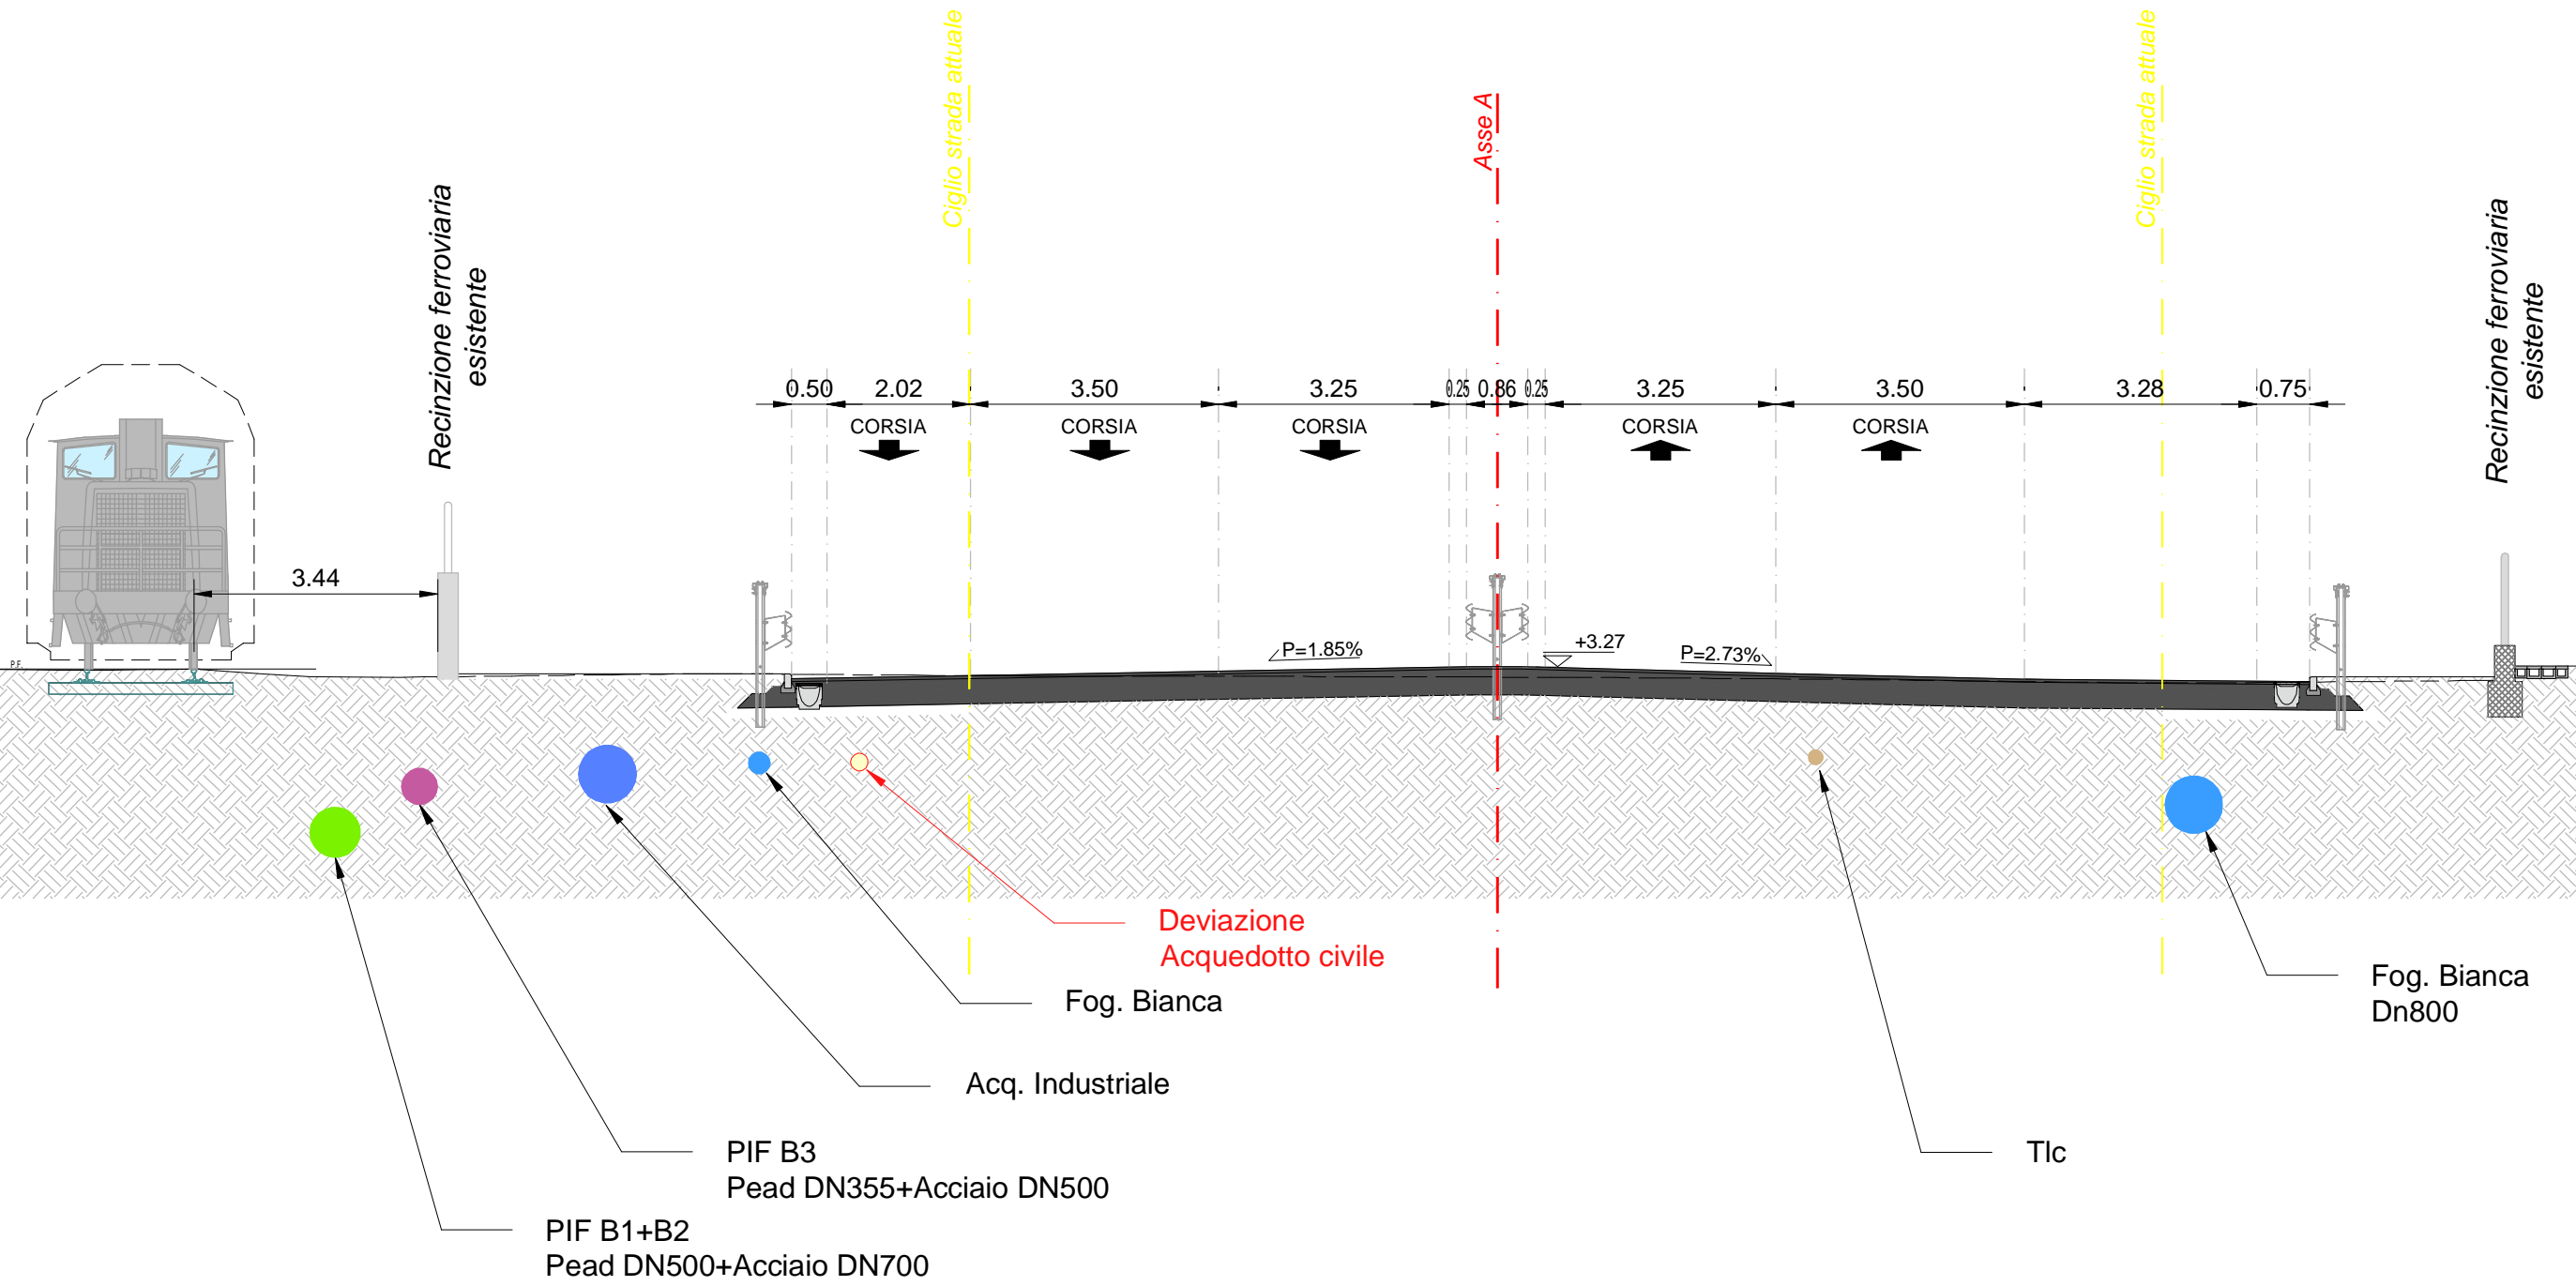 Ciglio strada attuale
Asse A
Ciglio strada attuale
Recinzione ferroviaria
esistente
Recinzione ferroviaria
esistente
0.50 2.02 3.50 3.25 0.25 0.86 0.25 3.25 3.50 3.28 0.75
CORSIA CORSIA CORSIA CORSIA CORSIA
3.44
P=1.85%
+3.27
P=2.73%
P.F.
Deviazione
Acquedotto civile
Fog. Bianca
Fog. Bianca
Dn800
Acq. Industriale
PIF B3
Pead DN355+Acciaio DN500
Tlc
PIF B1+B2
Pead DN500+Acciaio DN700